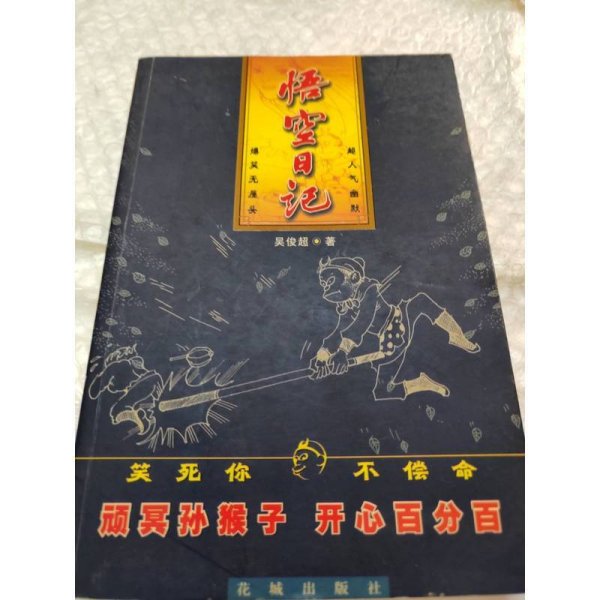 悟空日记
超人气幽默
爆笑无厘头
吴俊超 著
笑死你 不偿命
顽冥孙猴子 开心百分百
花城出版社